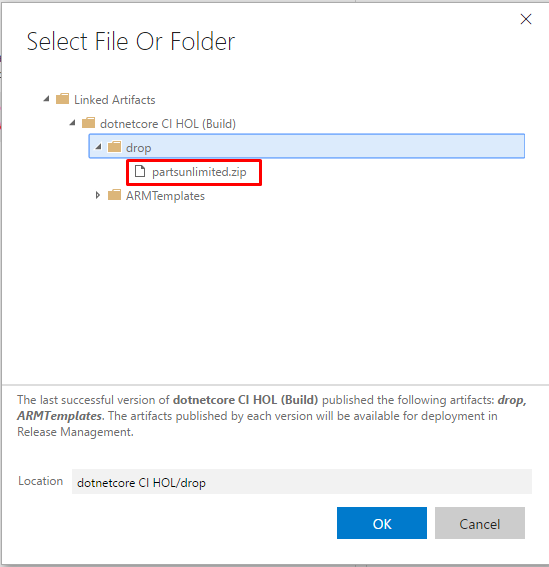 Select File Or Folder
Linked Artifacts
dotnetcore CI HOL (Build)
drop
partsunlimited.zip
ARMTemplates
The last successful version of dotnetcore CI HOL (Build) published the following artifacts: drop,
ARMTemplates. The artifacts published by each version will be available for deployment in
Release Management.
Location
dotnetcore CI HOL/drop
OK
Cancel